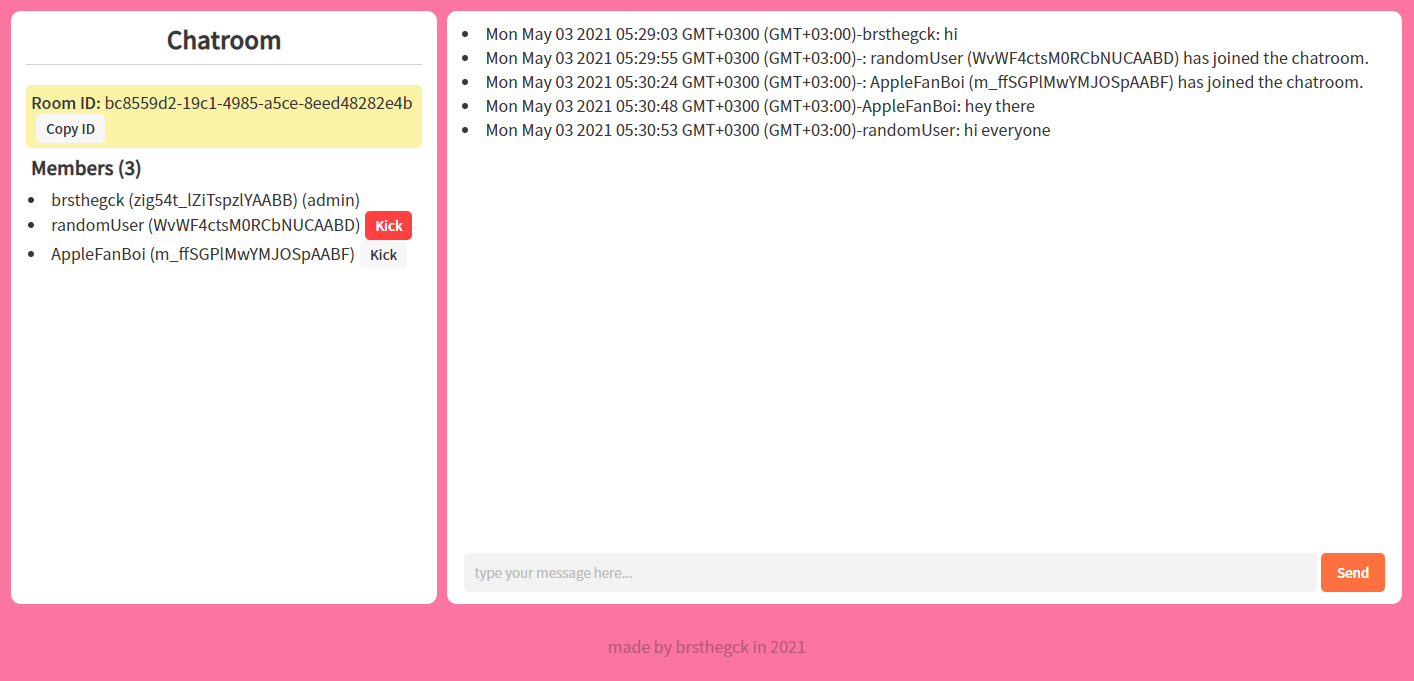 Chatroom
Room ID: bc8559d2-19c1-4985-a5ce-8eed48282e4b
Copy ID
Members (3)
brsthegck (zig54t_lZiTspzlYAABB) (admin)
randomUser (WvWF4ctsM0RCbNUCAABD) Kick
AppleFanBoi (m_ffSGPlMwYMJOSpAABF) Kick
Mon May 03 2021 05:29:03 GMT+0300 (GMT+03:00)-brsthegck: hi
Mon May 03 2021 05:29:55 GMT+0300 (GMT+03:00)-: randomUser (WvWF4ctsM0RCbNUCAABD) has joined the chatroom.
Mon May 03 2021 05:30:24 GMT+0300 (GMT+03:00)-: AppleFanBoi (m_ffSGPlMwYMJOSpAABF) has joined the chatroom.
Mon May 03 2021 05:30:48 GMT+0300 (GMT+03:00)-AppleFanBoi: hey there
Mon May 03 2021 05:30:53 GMT+0300 (GMT+03:00)-randomUser: hi everyone
type your message here... Send
made by brsthegck in 2021